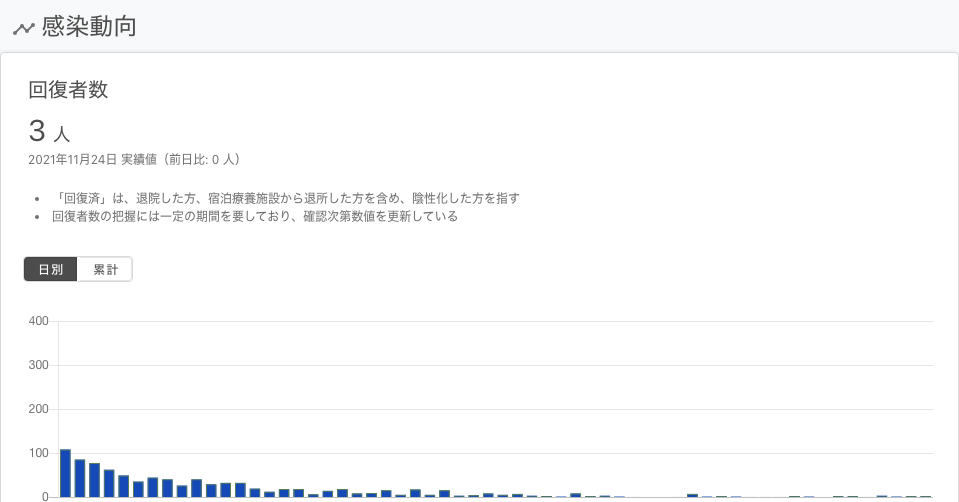 感染動向
回復者数
3 人
2021年11月24日 実績値（前日比: 0 人）
• 「回復済」は、退院した方、宿泊療養施設から退所した方を含め、陰性化した方を指す
• 回復者数の把握には一定の期間を要しており、確認次第数値を更新している
日別 累計
400
300
200
100
0